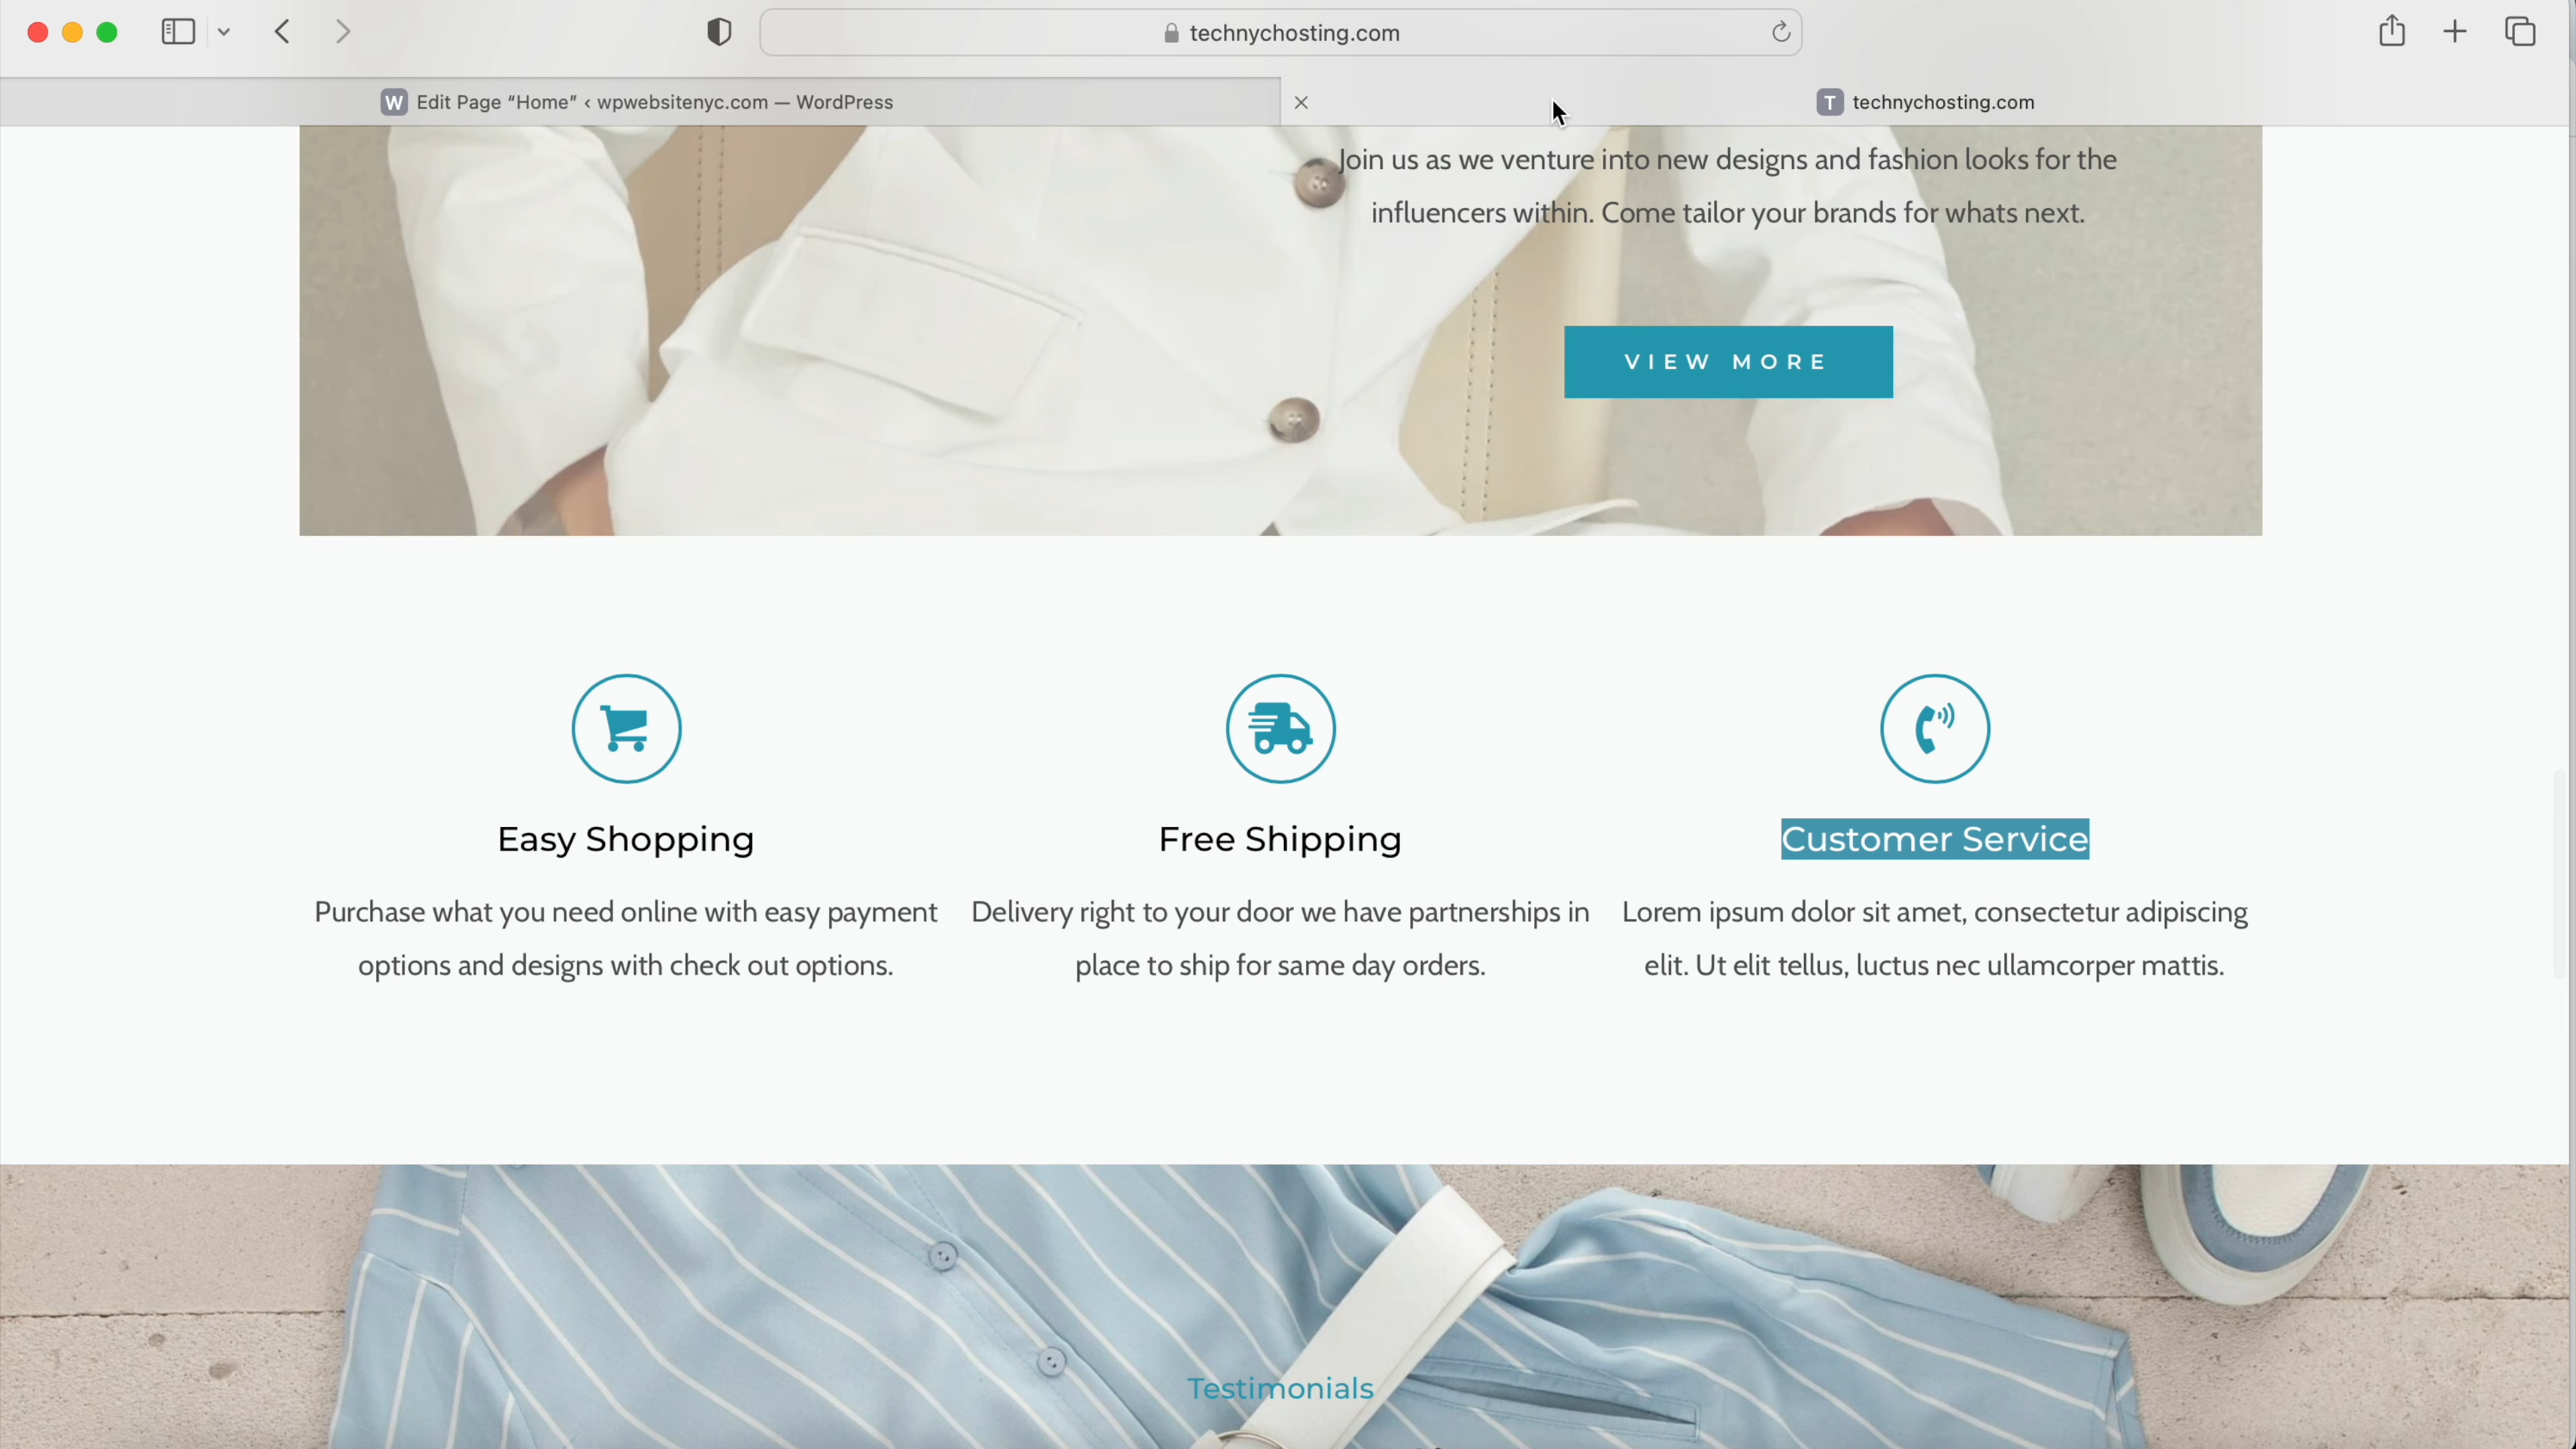 technychosting.com
W Edit Page “Home” ‹ wpwebsitenyc.com — WordPress
T technychosting.com
Join us as we venture into new designs and fashion looks for the
influencers within. Come tailor your brands for whats next.
VIEW MORE
Easy Shopping
Purchase what you need online with easy payment
options and designs with check out options.
Free Shipping
Delivery right to your door we have partnerships in
place to ship for same day orders.
Customer Service
Lorem ipsum dolor sit amet, consectetur adipiscing
elit. Ut elit tellus, luctus nec ullamcorper mattis.
Testimonials